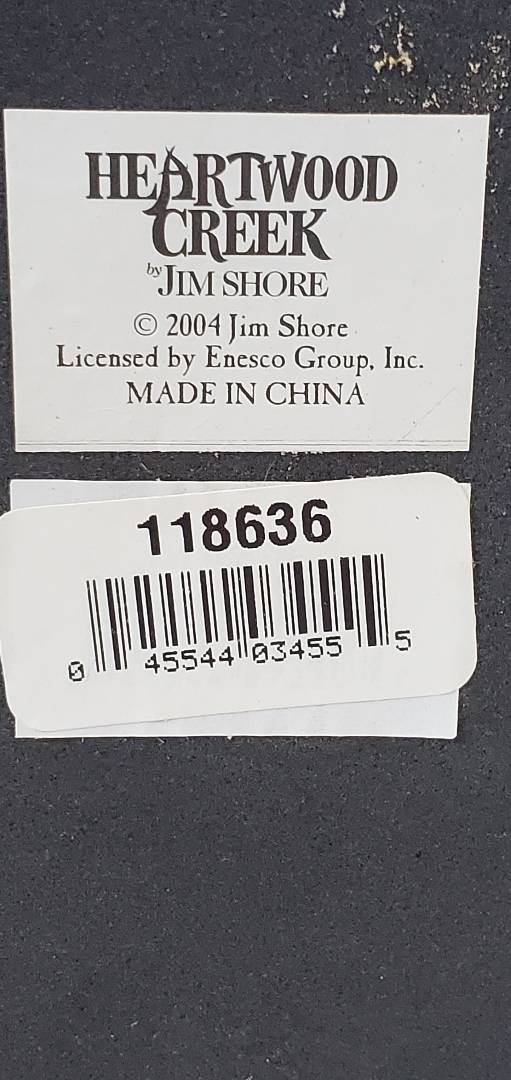 HEARTWOOD
CREEK
by JIM SHORE
© 2004 Jim Shore
Licensed by Enesco Group, Inc.
MADE IN CHINA
118636
0 45544 03455 5